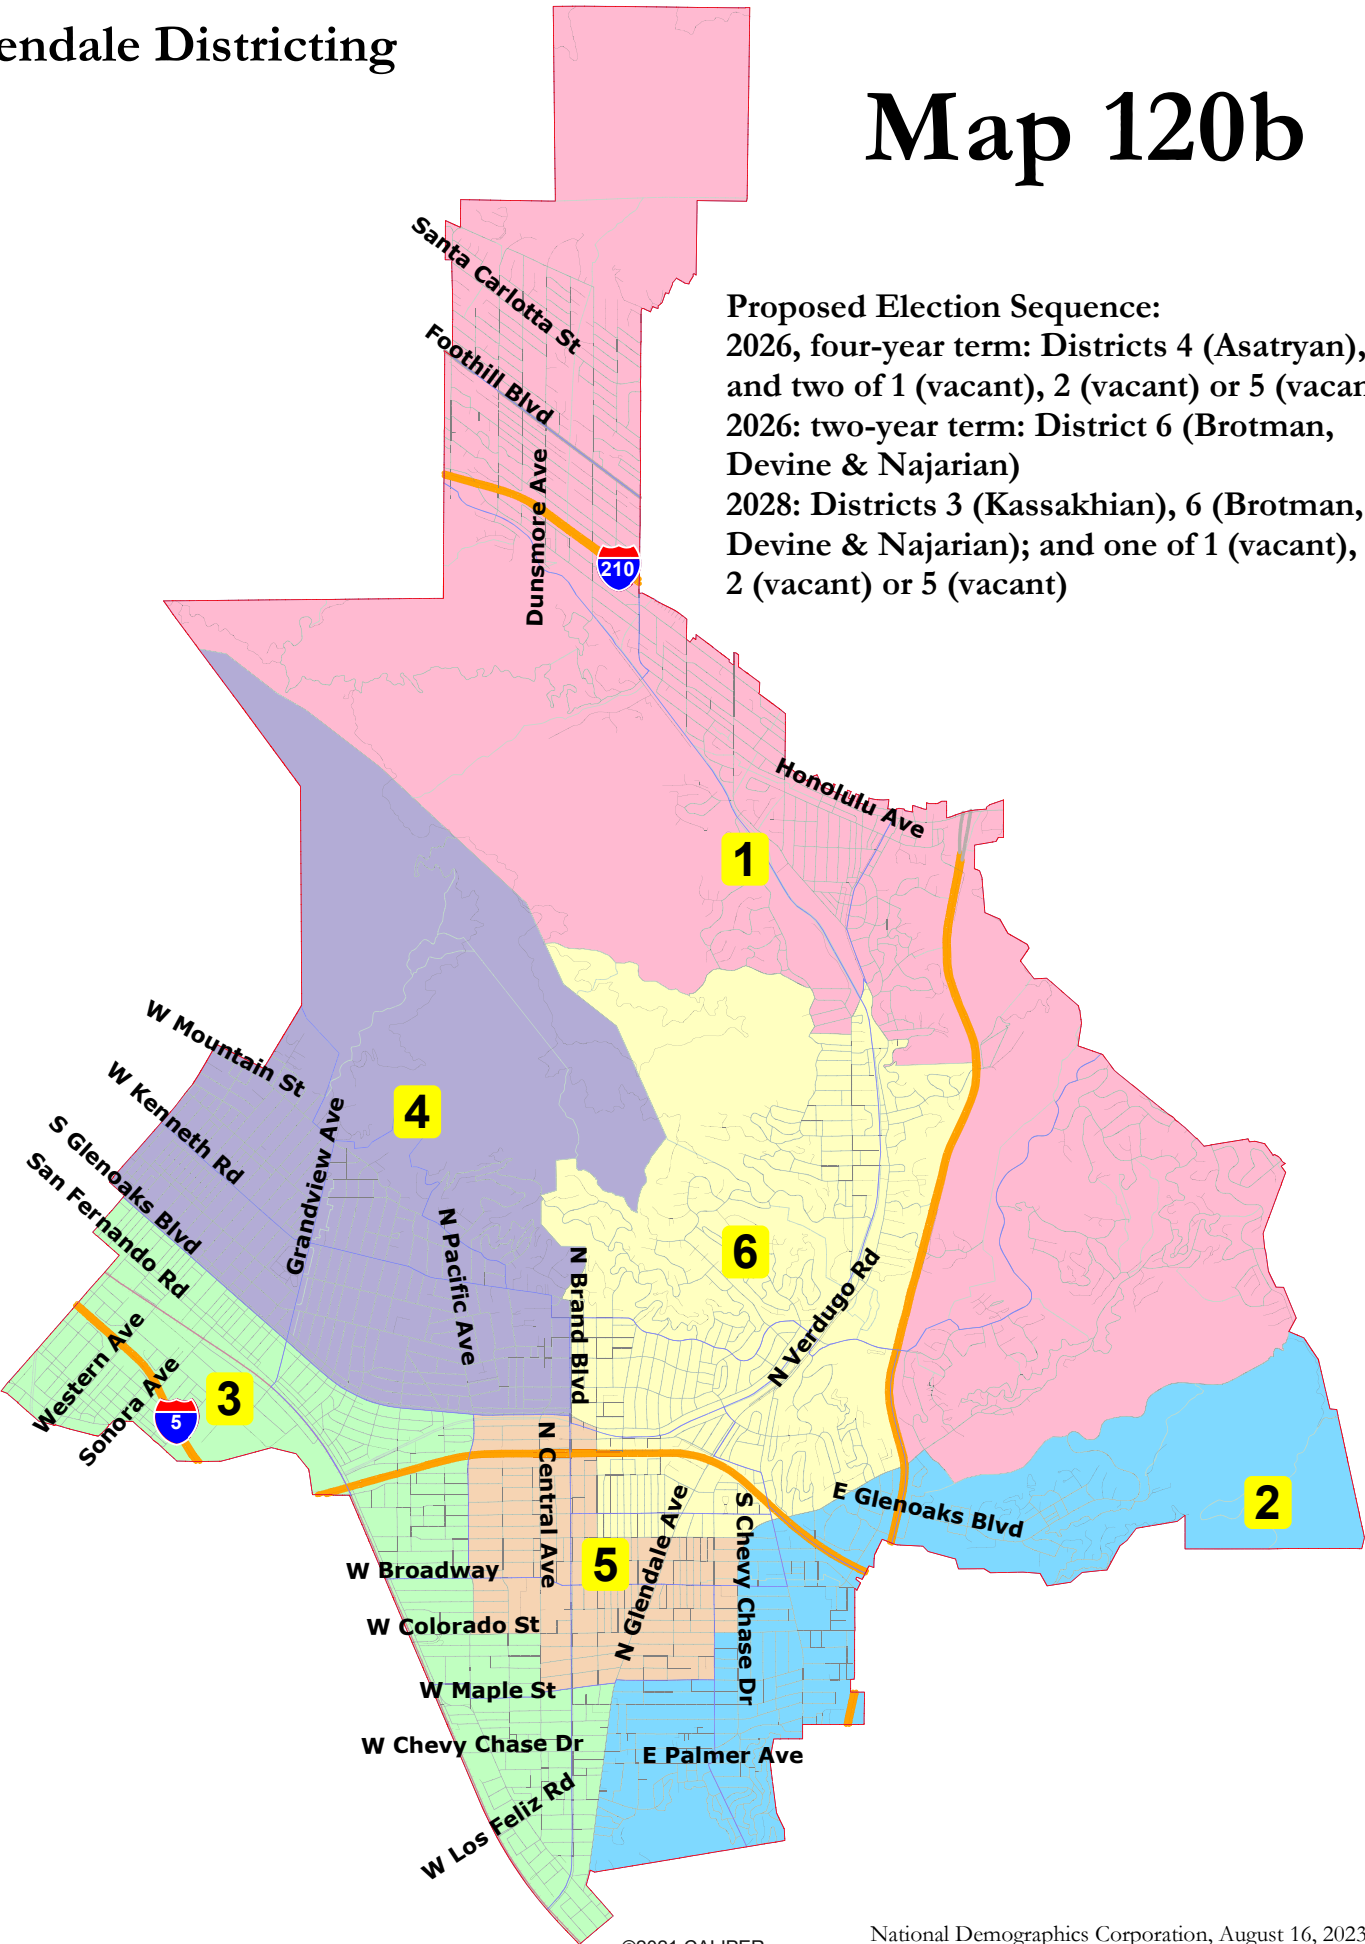 endale Districting
Map 120b
Proposed Election Sequence:
2026, four-year term: Districts 4 (Asatryan),
and two of 1 (vacant), 2 (vacant) or 5 (vacan
2026: two-year term: District 6 (Brotman,
Devine & Najarian)
2028: Districts 3 (Kassakhian), 6 (Brotman,
Devine & Najarian); and one of 1 (vacant),
2 (vacant) or 5 (vacant)
Santa Carlotta St
Foothill Blvd
Dunsmore Ave
210
Honolulu Ave
1
W Mountain St
W Kenneth Rd
S Glenoaks Blvd
San Fernando Rd
Grandview Ave
4
N Pacific Ave
N Brand Blvd
6
N Verdugo Rd
Western Ave
Sonora Ave
5
3
N Central Ave
N Glendale Ave
S Chevy Chase Dr
E Glenoaks Blvd
2
W Broadway
5
W Colorado St
W Maple St
W Chevy Chase Dr
E Palmer Ave
W Los Feliz Rd
©2021 CALIPER
National Demographics Corporation, August 16, 2023